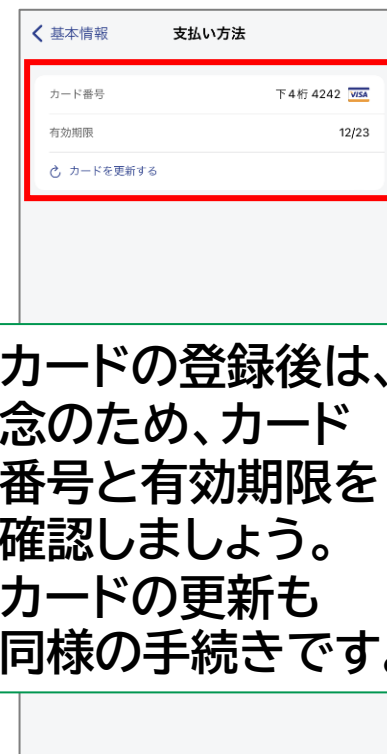 基本情報 支払い方法
カード番号 下4桁 4242 VISA
有効期限 12/23
カードを更新する
カードの登録後は、
念のため、カード
番号と有効期限を
確認しましょう。
カードの更新も
同様の手続きです。